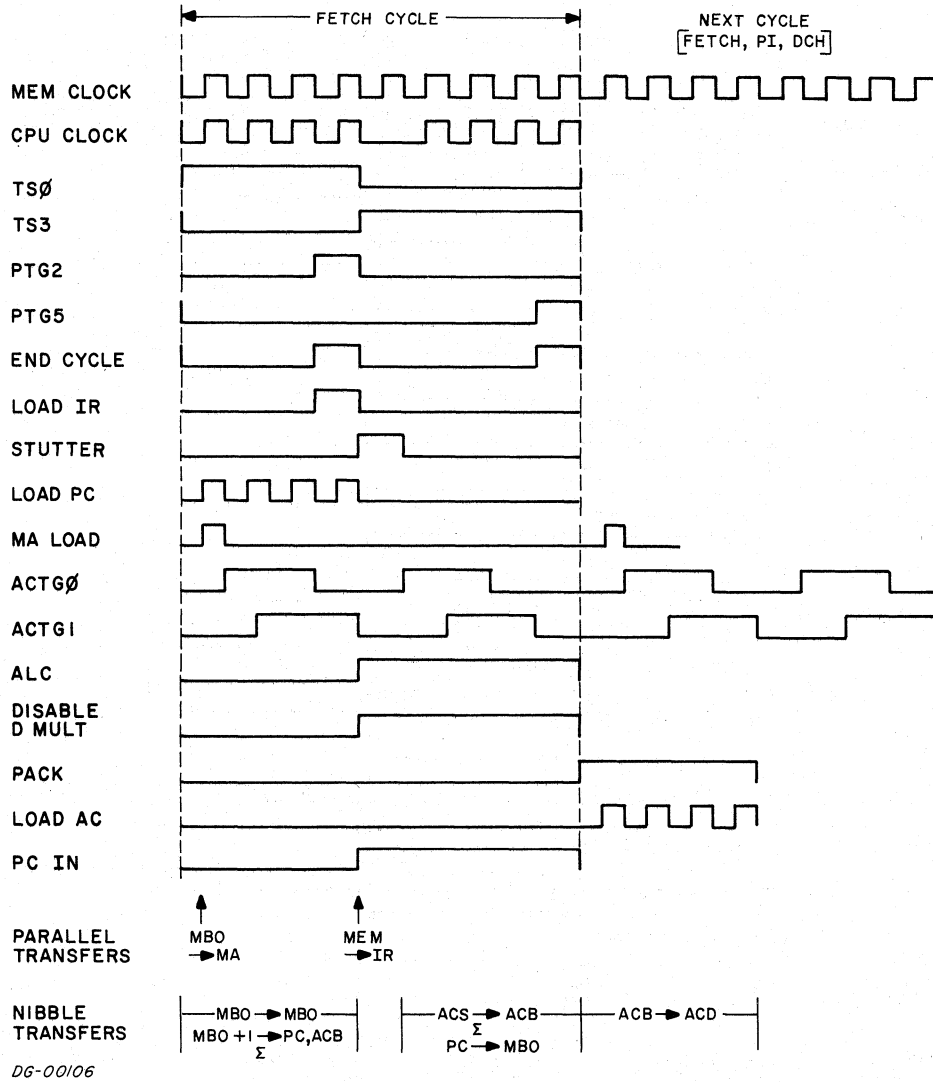 FETCH CYCLE
NEXT CYCLE
[FETCH, PI, DCH]
MEM CLOCK
CPU CLOCK
TSØ
TS3
PTG2
PTG5
END CYCLE
LOAD IR
STUTTER
LOAD PC
MA LOAD
ACTGØ
ACTG1
ALC
DISABLE
D MULT
PACK
LOAD AC
PC IN
PARALLEL
TRANSFERS
MBO
→MA
MEM
→IR
NIBBLE
TRANSFERS
MBO→MBO
MBO+1→PC,ACB
Σ
ACS→ACB
Σ
PC→MBO
ACB→ACD
DG-00106